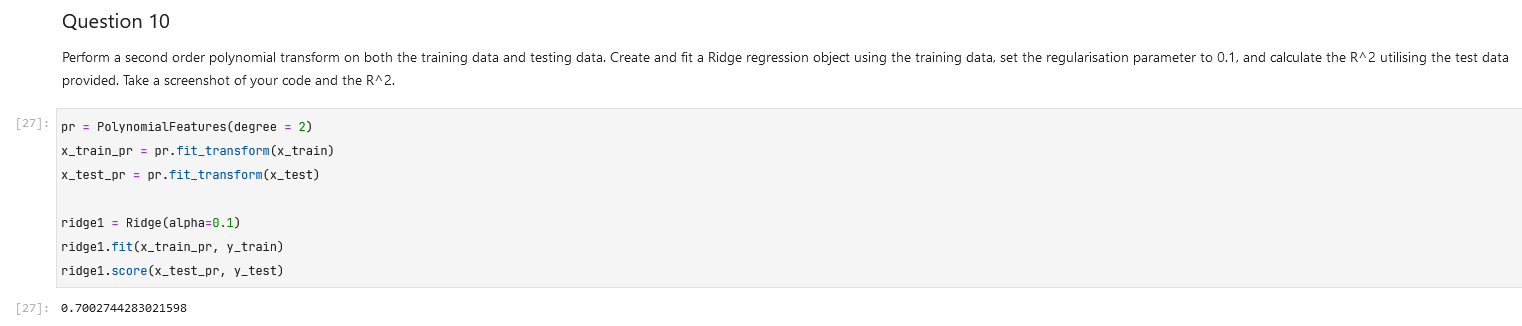 Question 10
Perform a second order polynomial transform on both the training data and testing data. Create and fit a Ridge regression object using the training data, set the regularisation parameter to 0.1, and calculate the R^2 utilising the test data
provided. Take a screenshot of your code and the R^2.
[27]: pr = PolynomialFeatures(degree = 2)
x_train_pr = pr.fit_transform(x_train)
x_test_pr = pr.fit_transform(x_test)
ridge1 = Ridge(alpha=0.1)
ridge1.fit(x_train_pr, y_train)
ridge1.score(x_test_pr, y_test)
[27]: 0.7002744283021598